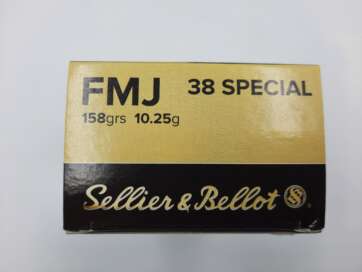 FMJ 38 SPECIAL
158grs 10.25g
Sellier & Bellot